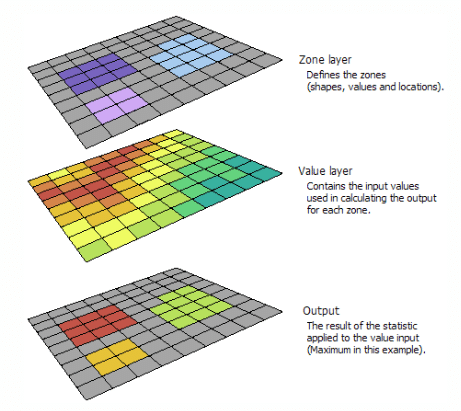 Zone layer
Defines the zones
(shapes, values and locations).
Value layer
Contains the input values
used in calculating the output
for each zone.
Output
The result of the statistic
applied to the value input
(Maximum in this example).